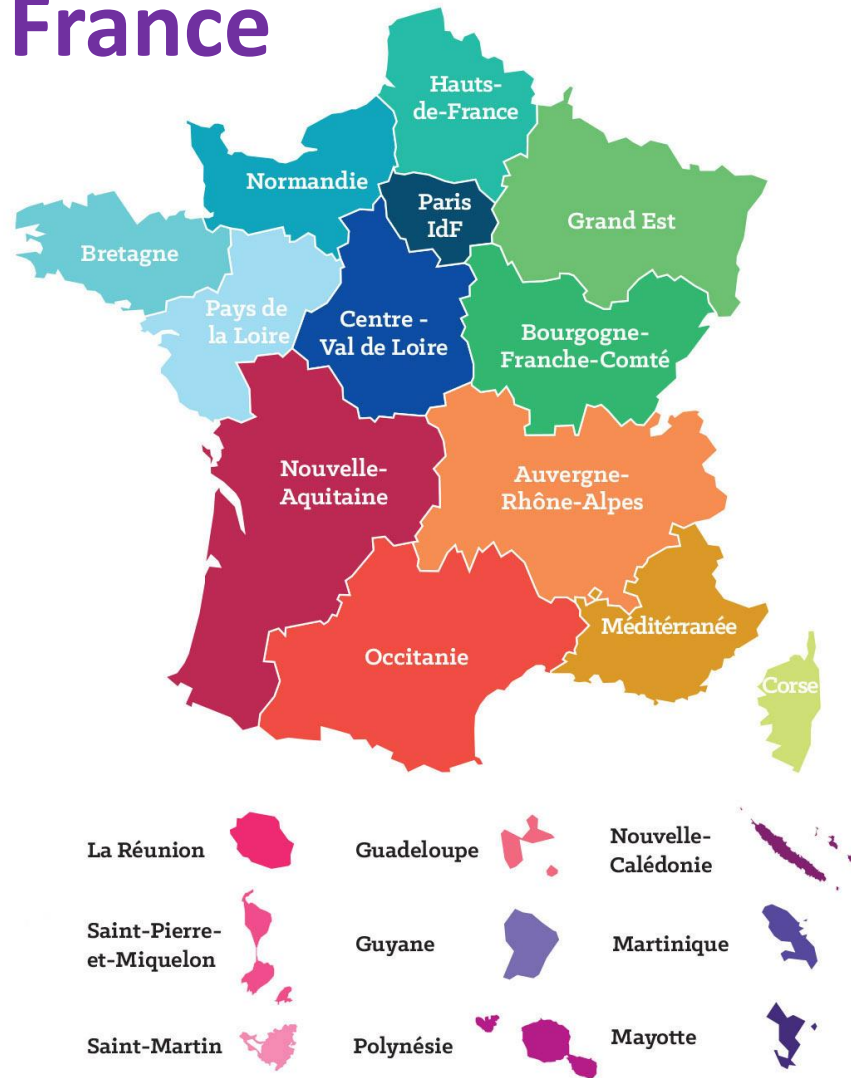 France
Hauts-
de-France
Normandie
Paris
IdF
Grand Est
Bretagne
Pays de
la Loire
Centre -
Val de Loire
Bourgogne-
Franche-Comté
Nouvelle-
Aquitaine
Auvergne-
Rhône-Alpes
Méditérranée
Occitanie
Corse
La Réunion
Guadeloupe
Nouvelle-
Calédonie
Saint-Pierre-
et-Miquelon
Guyane
Martinique
Saint-Martin
Polynésie
Mayotte